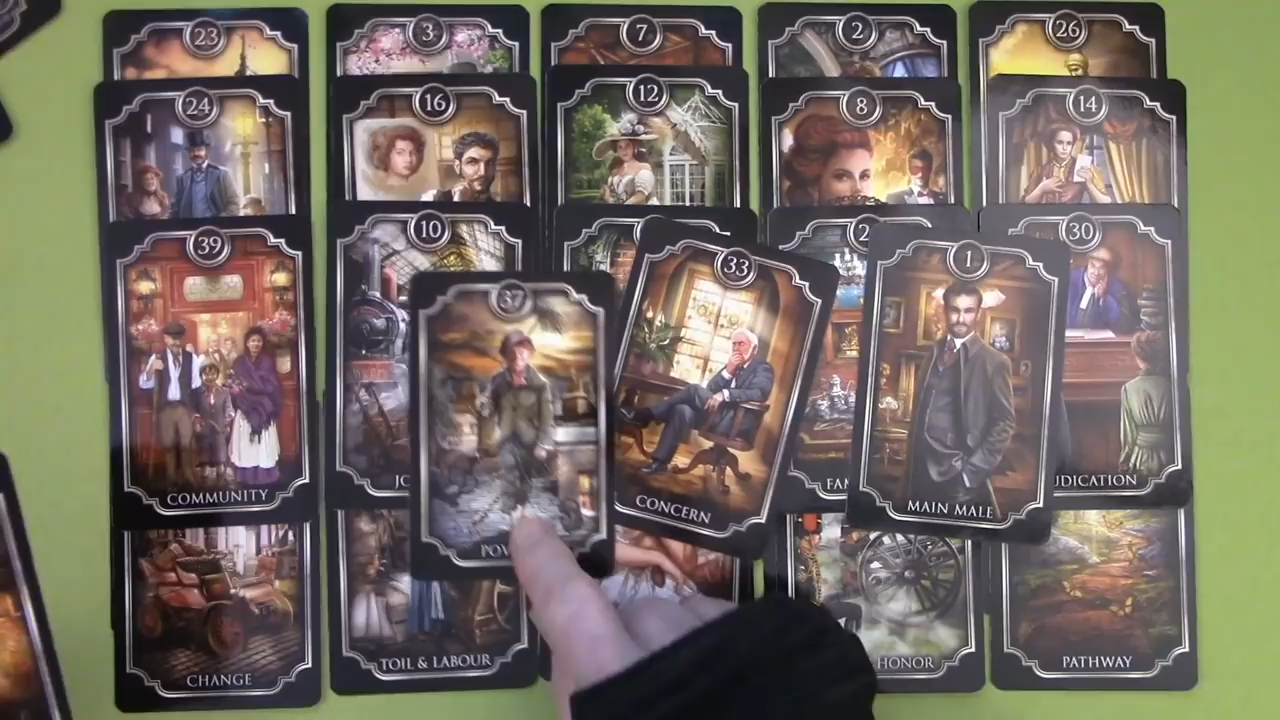 23
3
7
2
26
24
16
12
8
14
39
10
30
37
33
1
COMMUNITY
CONCERN
MAIN MALE
CHANGE
TOIL & LABOUR
HONOR
PATHWAY